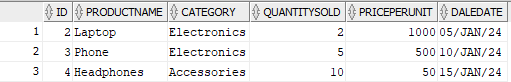 ID PRODUCTNAME CATEGORY QUANTITYSOLD PRICEPERUNIT DALEDATE
1 2 Laptop Electronics 2 1000 05/JAN/24
2 3 Phone Electronics 5 500 10/JAN/24
3 4 Headphones Accessories 10 50 15/JAN/24